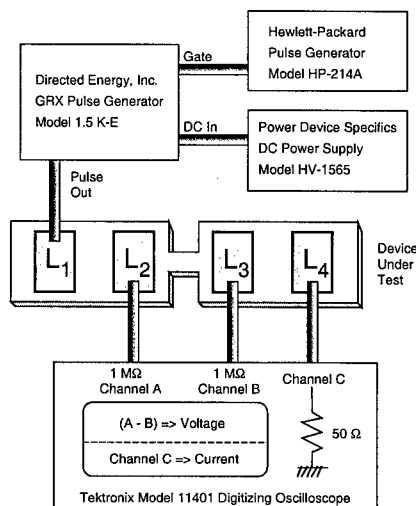 Hewlett-Packard
Pulse Generator
Model HP-214A
Gate
Directed Energy, Inc.
GRX Pulse Generator
Model 1.5 K-E
DC In
Power Device Specifics
DC Power Supply
Model HV-1565
Pulse
Out
L1
L2
L3
L4
Device
Under
Test
1 MΩ
Channel A
1 MΩ
Channel B
Channel C
(A - B) => Voltage
Channel C => Current
50 Ω
Tektronix Model 11401 Digitizing Oscilloscope